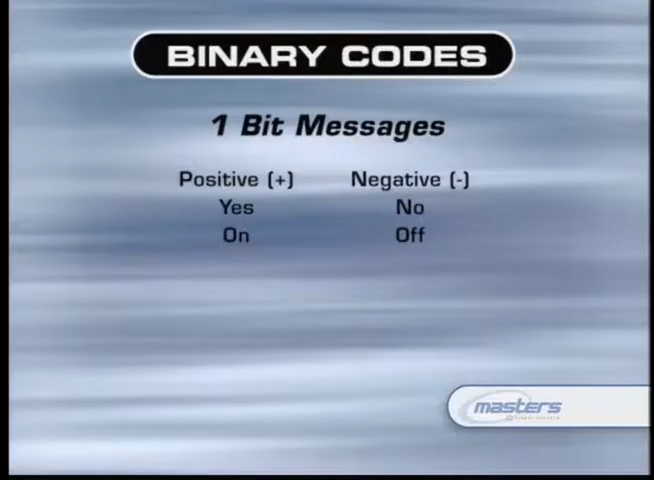 BINARY CODES
1 Bit Messages
Positive (+) Negative (-)
Yes No
On Off
masters